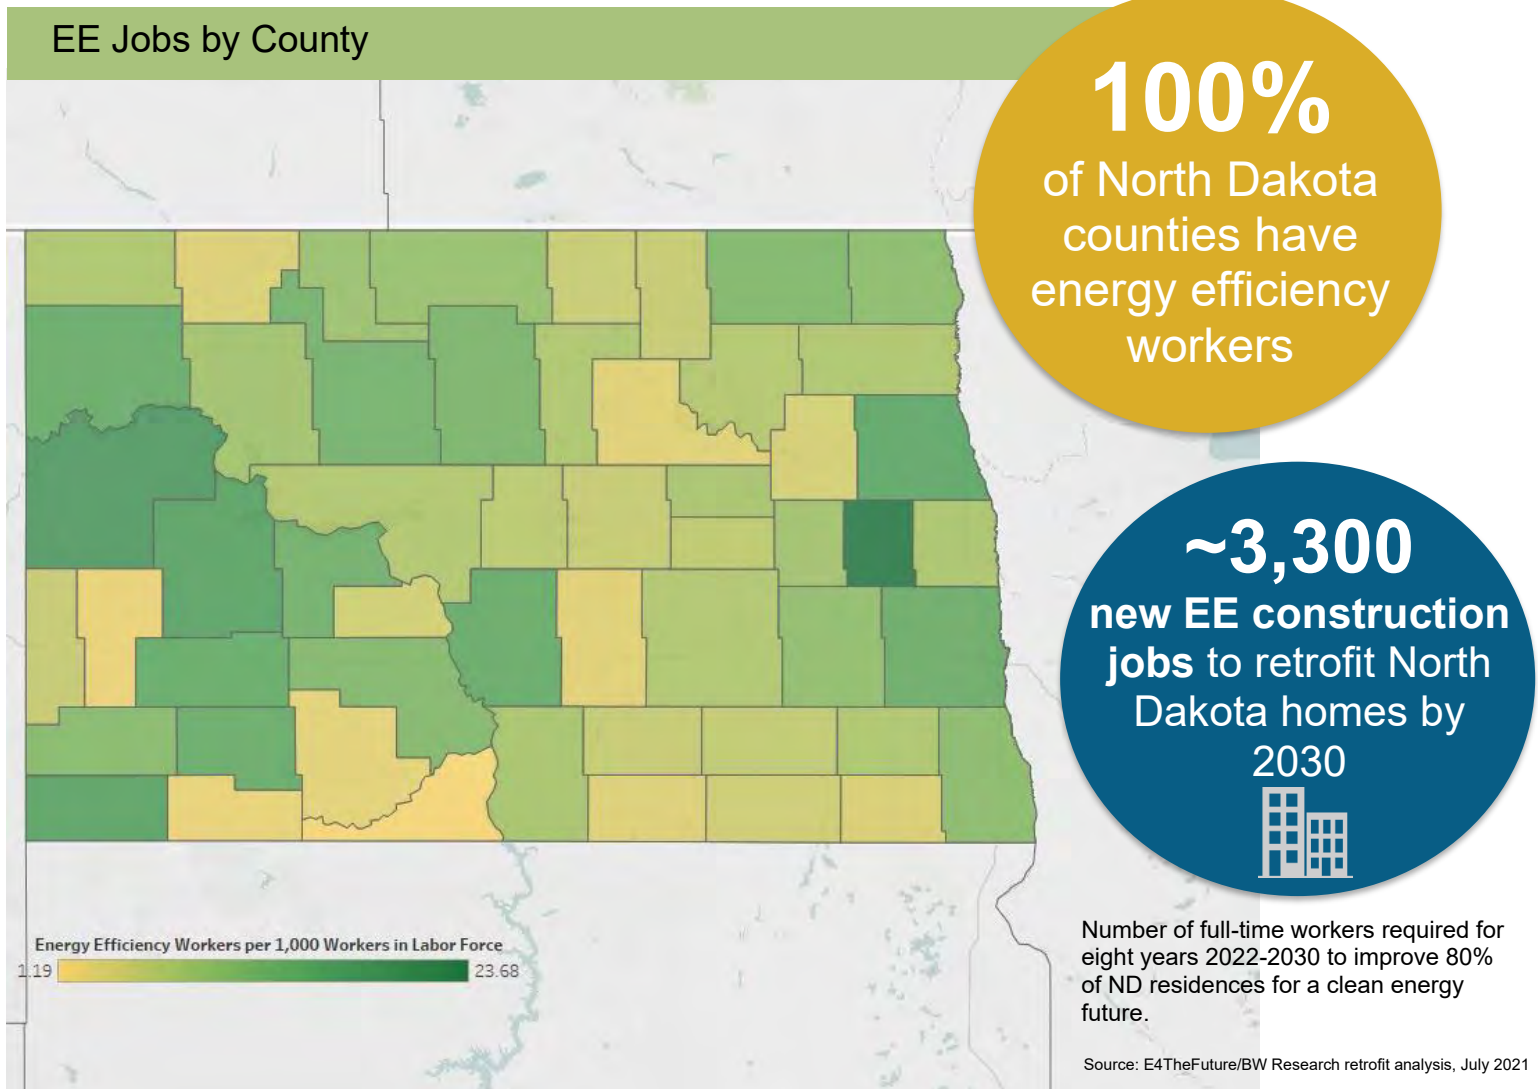 EE Jobs by County
100%
of North Dakota
counties have
energy efficiency
workers
~3,300
new EE construction
jobs to retrofit North
Dakota homes by
2030
Energy Efficiency Workers per 1,000 Workers in Labor Force
1.19
23.68
Number of full-time workers required for
eight years 2022-2030 to improve 80%
of ND residences for a clean energy
future.
Source: E4TheFuture/BW Research retrofit analysis, July 2021